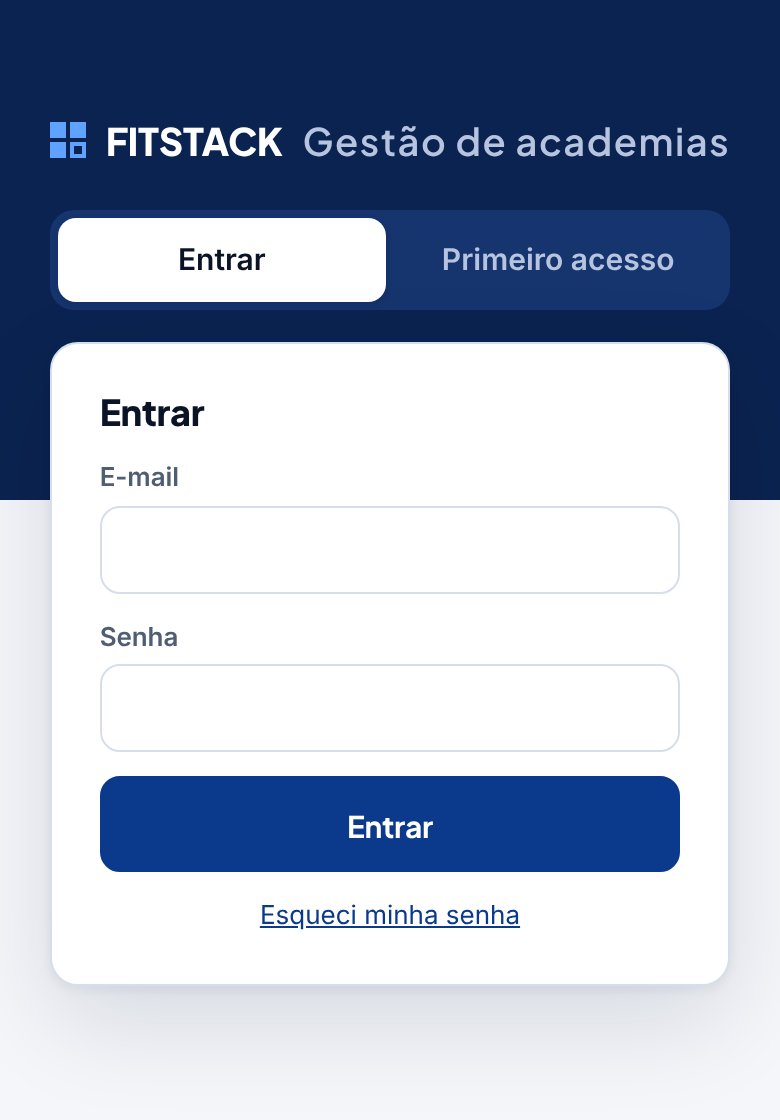 FITSTACK Gestão de academias
Entrar Primeiro acesso
Entrar
E-mail
Senha
Entrar
Esqueci minha senha